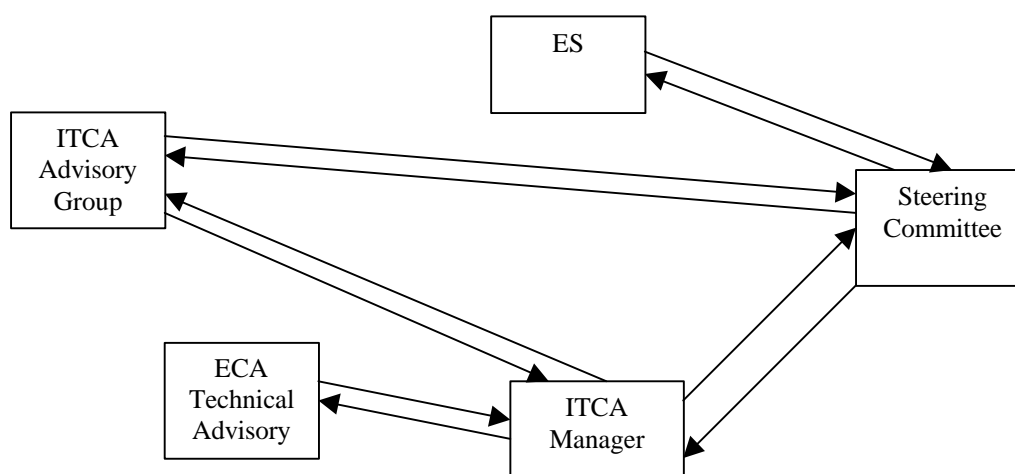 ES
ITCA
Advisory
Group
Steering
Committee
ECA
Technical
Advisory
ITCA
Manager